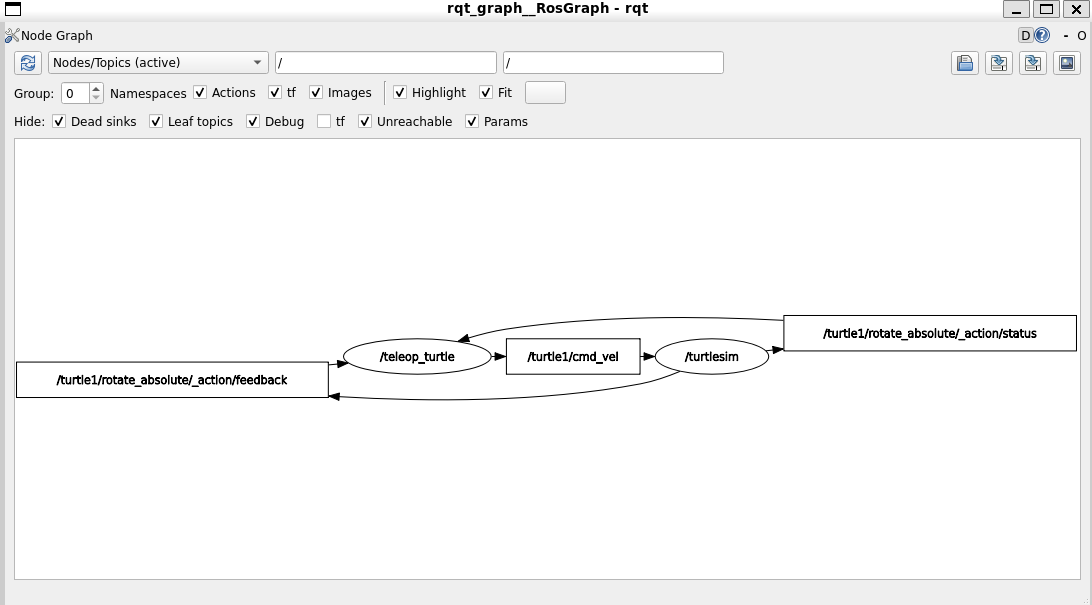 rqt_graph__RosGraph - rqt
Node Graph
D ? - O
Nodes/Topics (active) / /
Group: 0 Namespaces Actions tf Images Highlight Fit
Hide: Dead sinks Leaf topics Debug tf Unreachable Params
/turtle1/rotate_absolute/_action/status
/teleop_turtle /turtle1/cmd_vel /turtlesim
/turtle1/rotate_absolute/_action/feedback